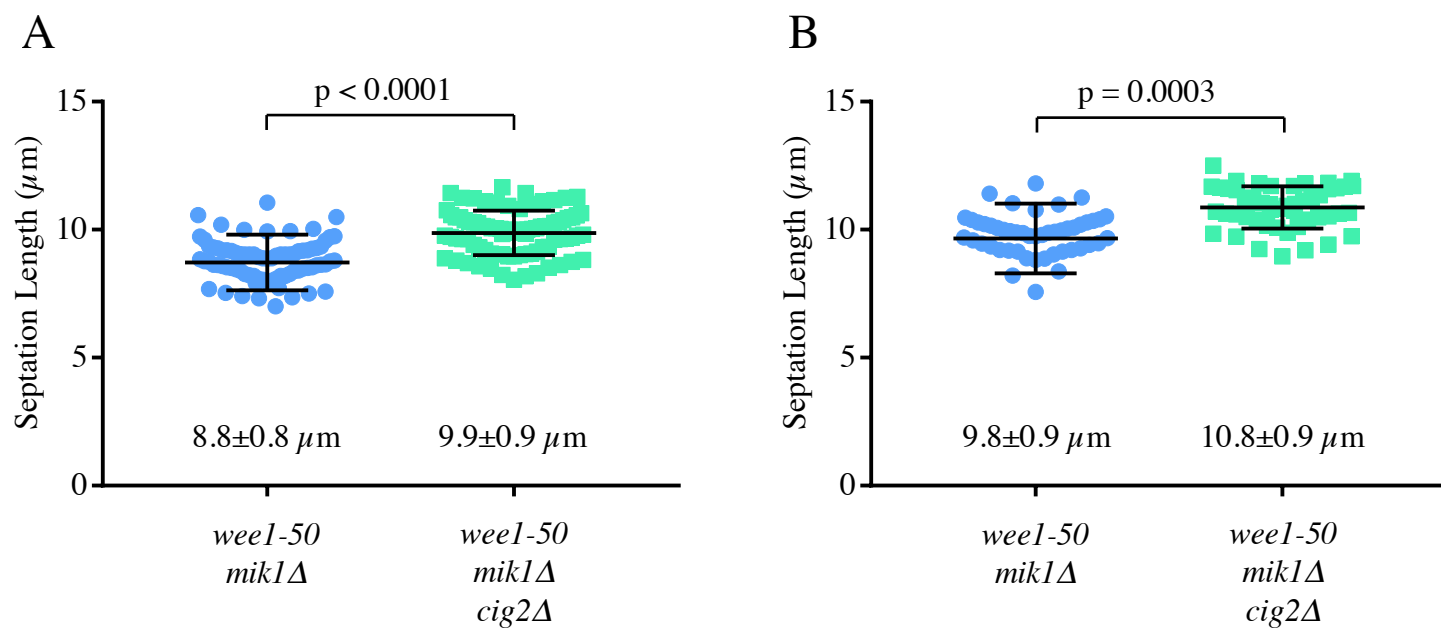 A
p < 0.0001
15
10
5
0
Septation Length (µm)
8.8±0.8 µm
9.9±0.9 µm
wee1-50
mik1Δ
wee1-50
mik1Δ
cig2Δ
B
p = 0.0003
15
10
5
0
Septation Length (µm)
9.8±0.9 µm
10.8±0.9 µm
wee1-50
mik1Δ
wee1-50
mik1Δ
cig2Δ